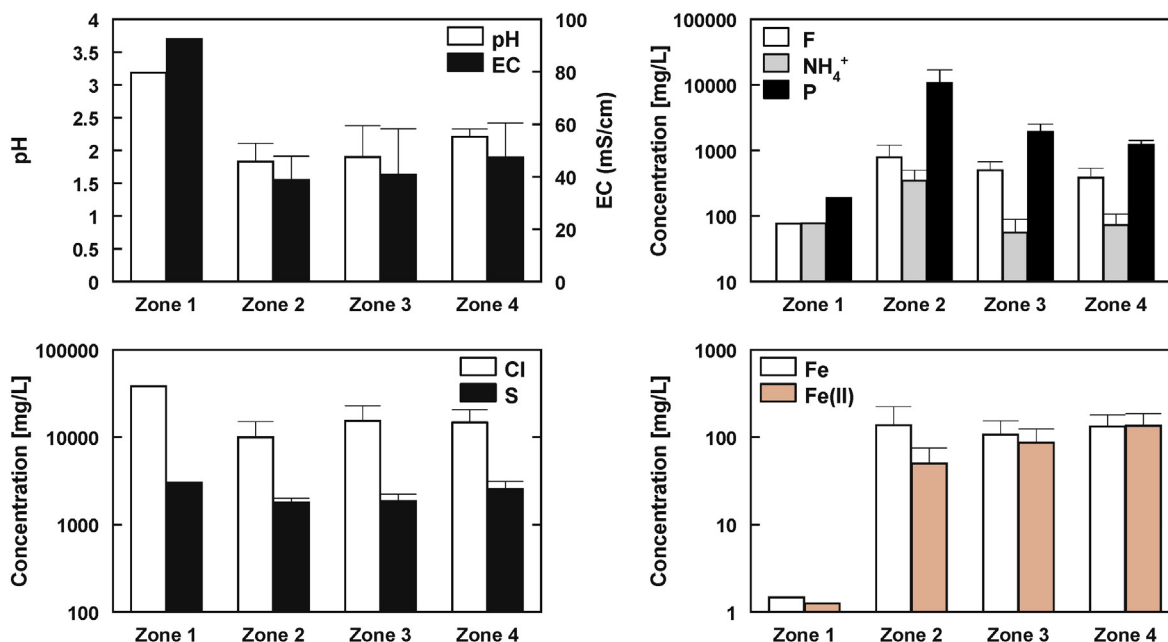 4
3.5
3
2.5
2
1.5
1
0.5
0
pH
100
80
60
40
20
0
EC (mS/cm)
pH
EC
Zone 1 Zone 2 Zone 3 Zone 4
100000
10000
1000
100
10
Concentration [mg/L]
F
NH₄⁺
P
Zone 1 Zone 2 Zone 3 Zone 4
100000
10000
1000
100
Concentration [mg/L]
Cl
S
Zone 1 Zone 2 Zone 3 Zone 4
1000
100
10
1
Concentration [mg/L]
Fe
Fe(II)
Zone 1 Zone 2 Zone 3 Zone 4